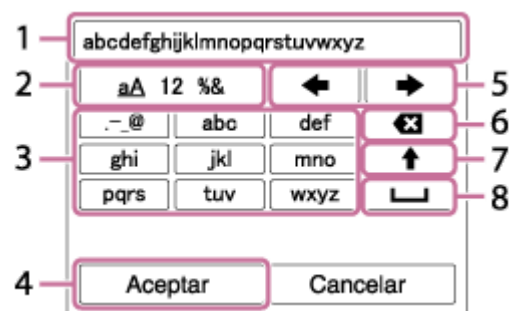 1 abcdefghijklmnopqrstuvwxyz
2 aA 12 %& 5
.-_@ abc def 6
3 ghi jkl mno 7
pqrs tuv wxyz 8
4 Aceptar Cancelar